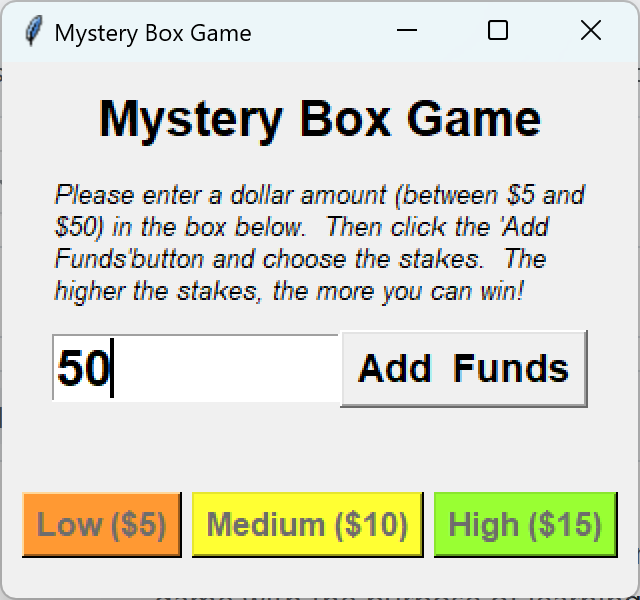 Mystery Box Game
Mystery Box Game
Please enter a dollar amount (between $5 and
$50) in the box below.  Then click the 'Add
Funds'button and choose the stakes.  The
higher the stakes, the more you can win!
50 Add Funds
Low ($5) Medium ($10) High ($15)